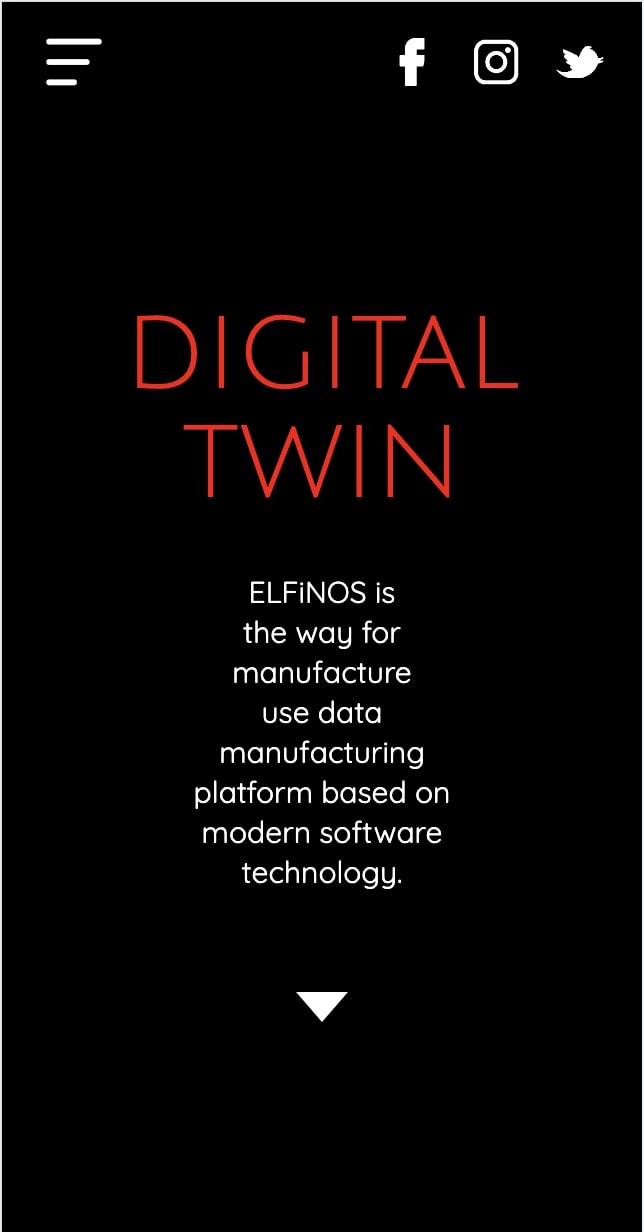 DIGITAL
TWIN
ELFiNOS is
the way for
manufacture
use data
manufacturing
platform based on
modern software
technology.